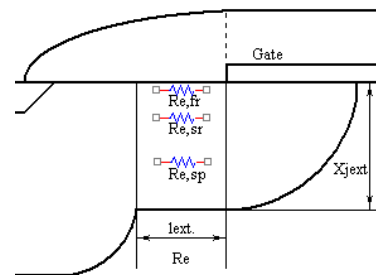 Gate
Re,fr
Re,sr
Re,sp
Xjext
lext.
Re